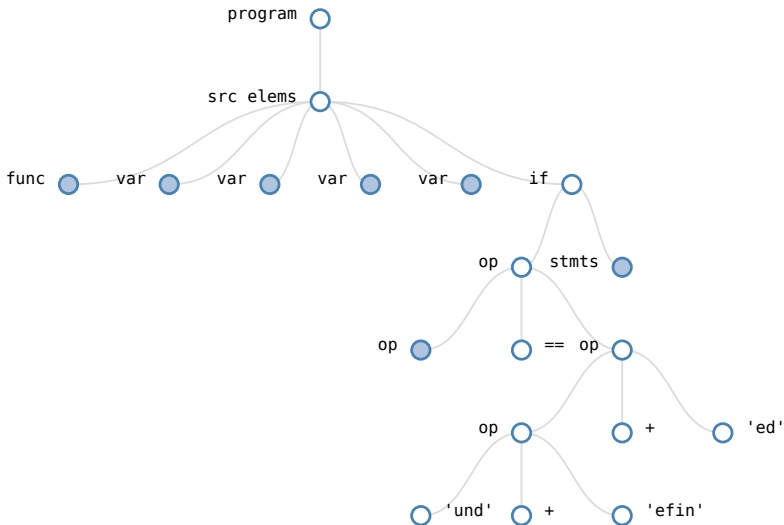 program
src elems
func var var var var if
op stmts
op == op
op + 'ed'
'und' + 'efin'